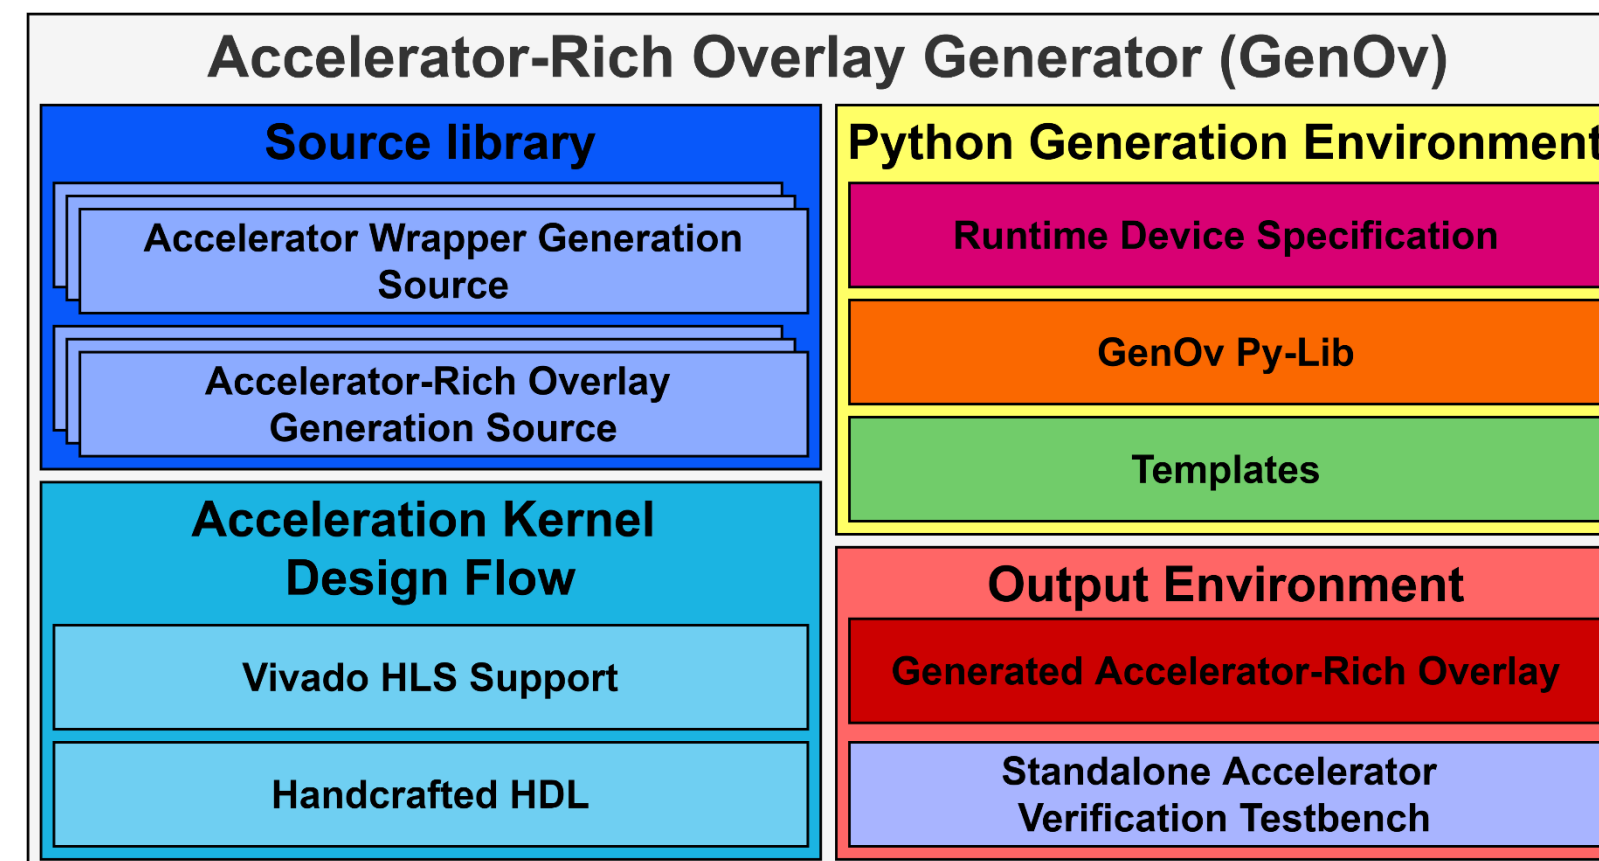 Accelerator-Rich Overlay Generator (GenOv)
Source library
Accelerator Wrapper Generation
Source
Accelerator-Rich Overlay
Generation Source
Acceleration Kernel
Design Flow
Vivado HLS Support
Handcrafted HDL
Python Generation Environment
Runtime Device Specification
GenOv Py-Lib
Templates
Output Environment
Generated Accelerator-Rich Overlay
Standalone Accelerator
Verification Testbench